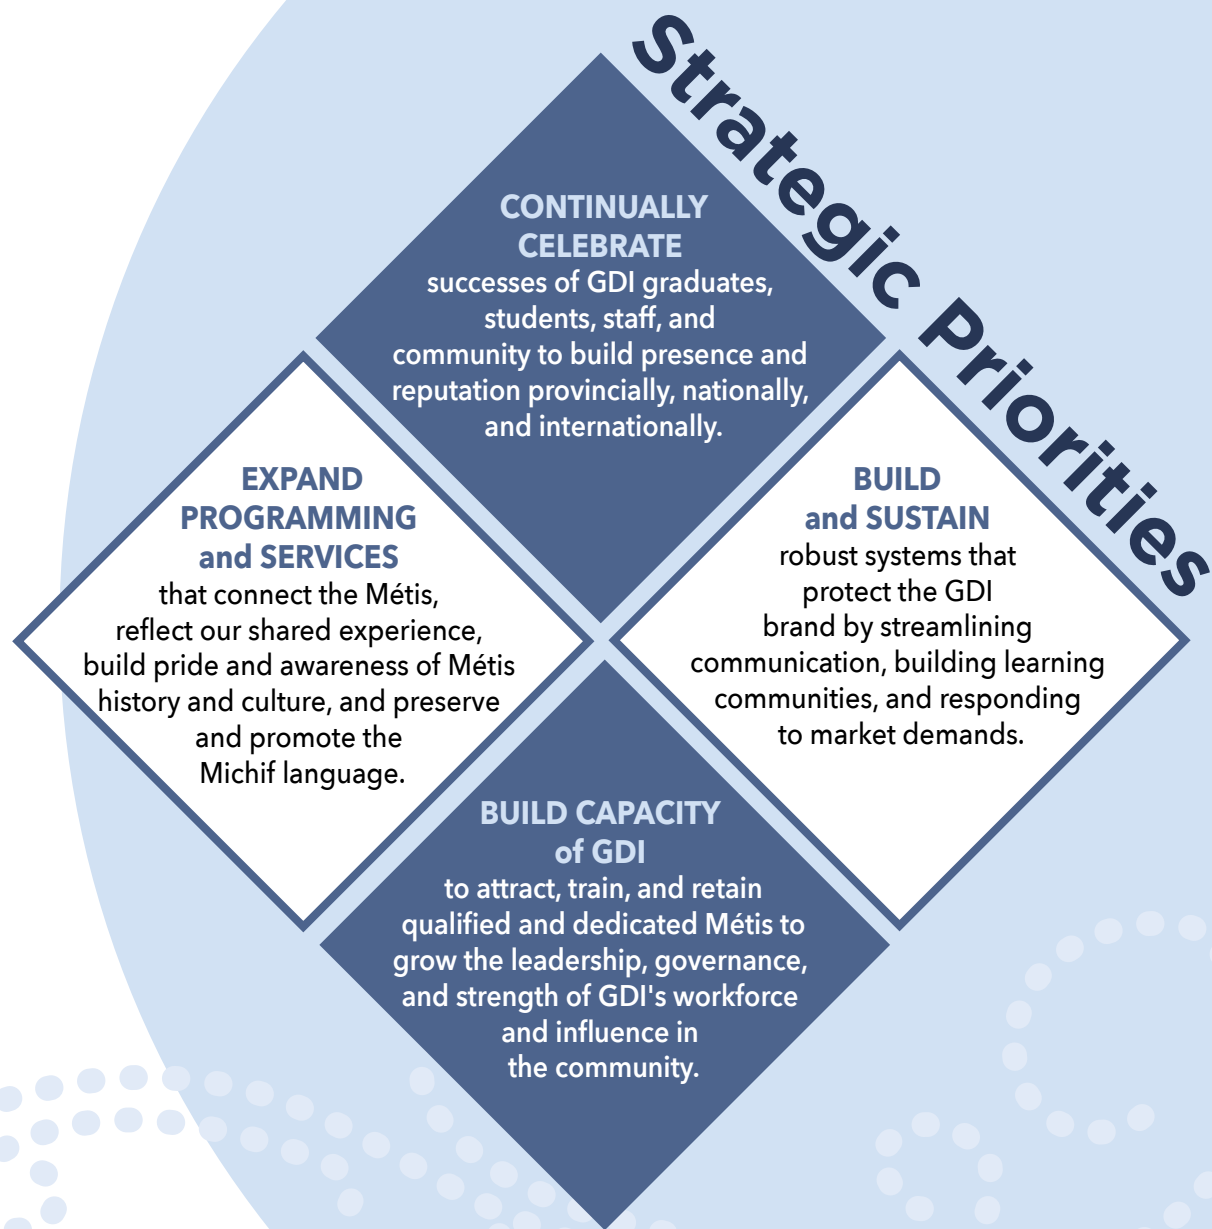 Strategic Priorities
CONTINUALLY
CELEBRATE
successes of GDI graduates,
students, staff, and
community to build presence and
reputation provincially, nationally,
and internationally.
EXPAND
PROGRAMMING
and SERVICES
that connect the Métis,
reflect our shared experience,
build pride and awareness of Métis
history and culture, and preserve
and promote the
Michif language.
BUILD
and SUSTAIN
robust systems that
protect the GDI
brand by streamlining
communication, building learning
communities, and responding
to market demands.
BUILD CAPACITY
of GDI
to attract, train, and retain
qualified and dedicated Métis to
grow the leadership, governance,
and strength of GDI's workforce
and influence in
the community.